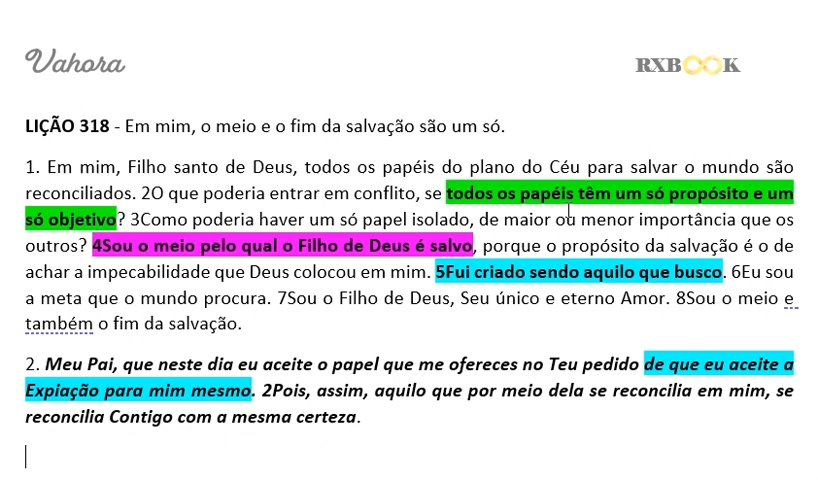 Vahora
RXBOOK
LIÇÃO 318 - Em mim, o meio e o fim da salvação são um só.
1. Em mim, Filho santo de Deus, todos os papéis do plano do Céu para salvar o mundo são
reconciliados. 2O que poderia entrar em conflito, se todos os papéis têm um só propósito e um
só objetivo? 3Como poderia haver um só papel isolado, de maior ou menor importância que os
outros? 4Sou o meio pelo qual o Filho de Deus é salvo, porque o propósito da salvação é o de
achar a impecabilidade que Deus colocou em mim. 5Fui criado sendo aquilo que busco. 6Eu sou
a meta que o mundo procura. 7Sou o Filho de Deus, Seu único e eterno Amor. 8Sou o meio e
também o fim da salvação.
2. Meu Pai, que neste dia eu aceite o papel que me ofereces no Teu pedido de que eu aceite a
Expiação para mim mesmo. 2Pois, assim, aquilo que por meio dela se reconcilia em mim, se
reconcilia Contigo com a mesma certeza.